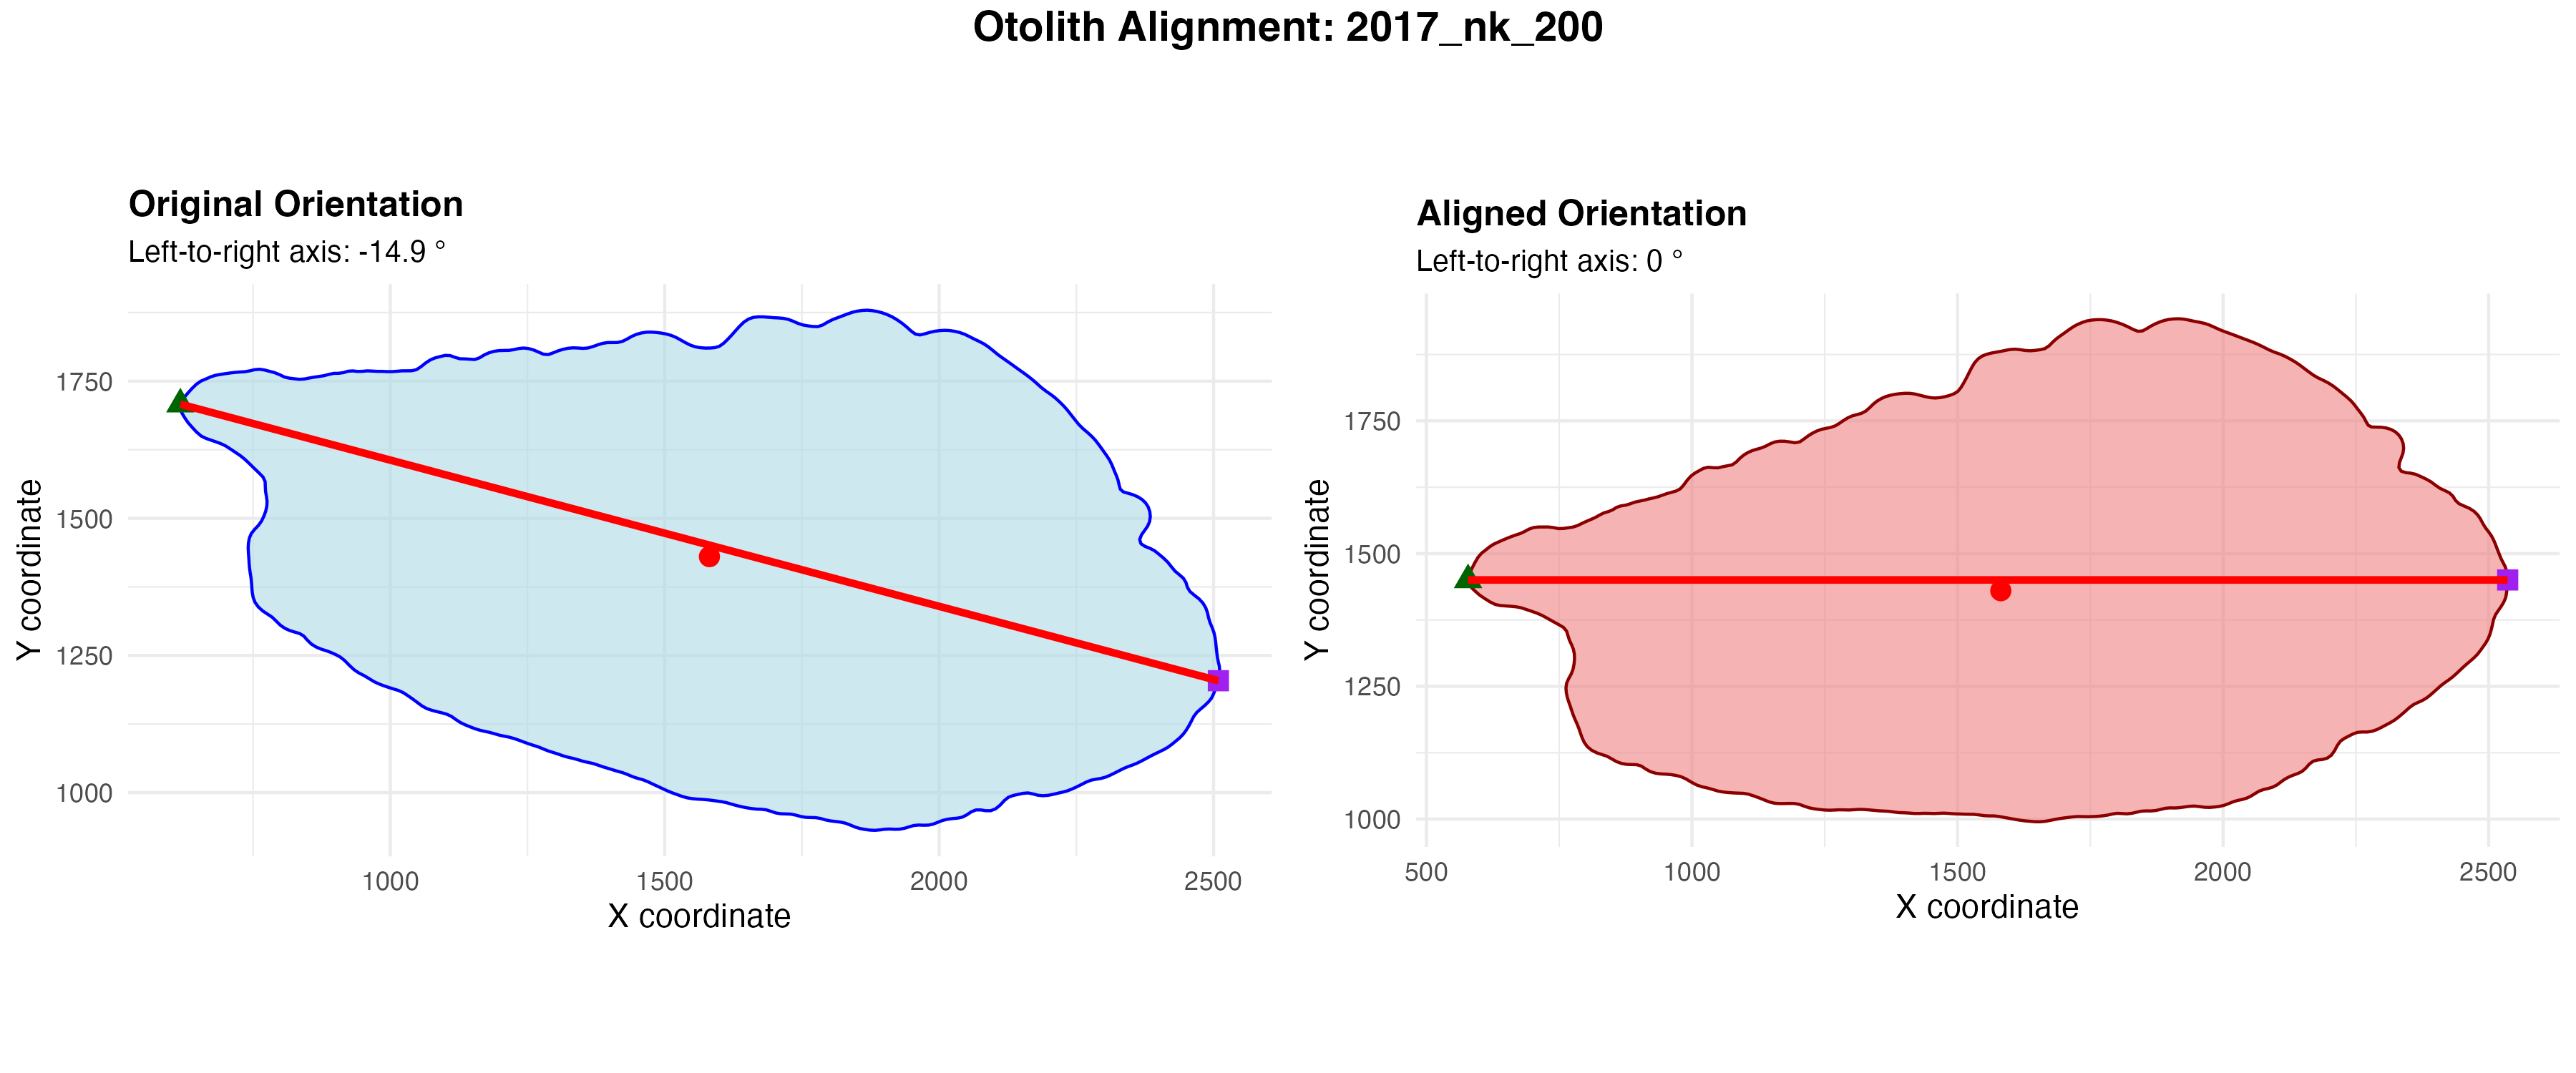 Otolith Alignment: 2017_nk_200
Original Orientation
Left-to-right axis: -14.9 °
1750
1500
1250
1000
Y coordinate
1000 1500 2000 2500
X coordinate
Aligned Orientation
Left-to-right axis: 0 °
1750
1500
1250
1000
Y coordinate
500 1000 1500 2000 2500
X coordinate